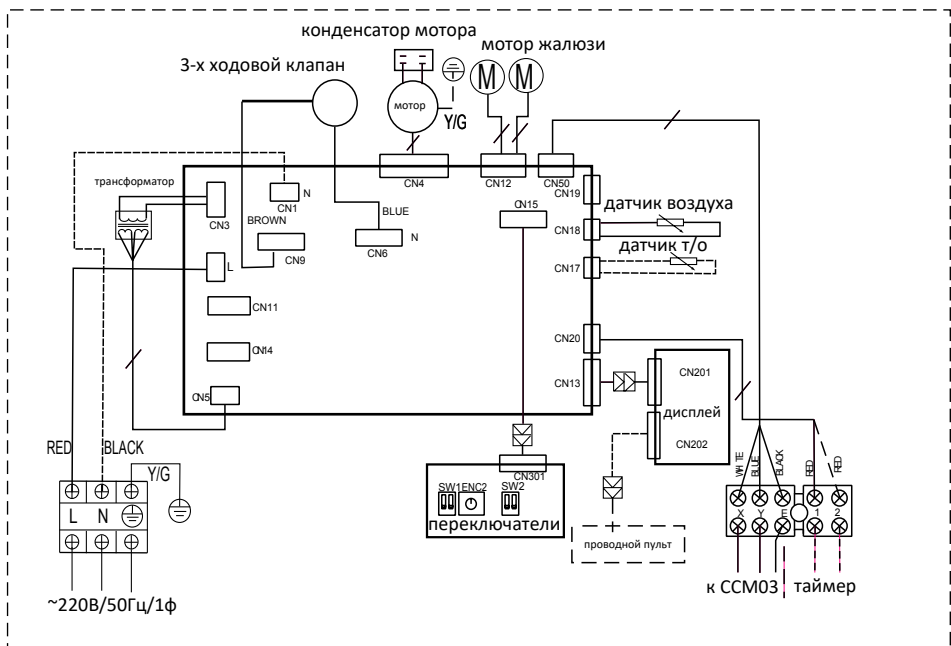 конденсатор мотора
мотор жалюзи
3-х ходовой клапан
M M
мотор
Y/G
CN4
CN12
CN50
CN19
трансформатор
N
CN1
CN3
BROWN
BLUE
CN15
датчик воздуха
CN18
датчик т/о
CN9
CN6
N
CN17
L
CN11
CN20
CN14
CN13
CN201
CN5
дисплей
CN202
RED
BLACK
Y/G
CN301
WHITE
BLUE
BLACK
RED
RED
SW1 ENC2 SW2
переключатели
L N
X Y E 1 2
проводной пульт
к CCM03 таймер
~220В/50Гц/1ф